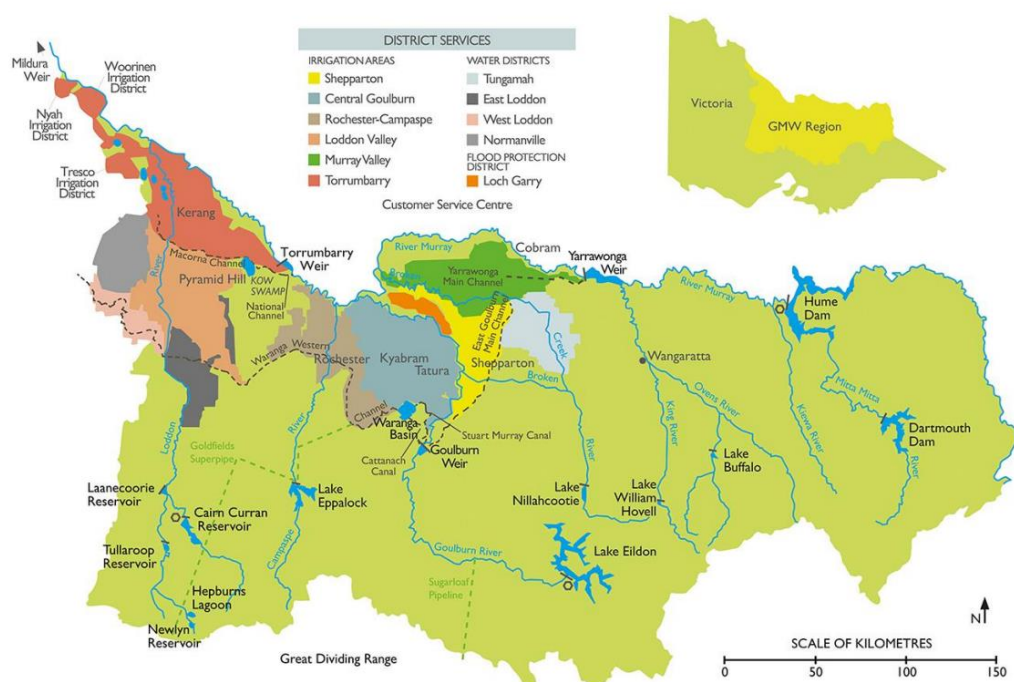 DISTRICT SERVICES
IRRIGATION AREAS
Shepparton
Central Goulburn
Rochester-Campaspe
Loddon Valley
Murray Valley
Torrumbarry
WATER DISTRICTS
Tungamah
East Loddon
West Loddon
Normanville
FLOOD PROTECTION
DISTRICT
Loch Garry
Customer Service Centre
Victoria
GMW Region
Mildura
Weir
Woorinen
Irrigation
District
Nyah
Irrigation
District
Tresco
Irrigation
District
Kerang
Torrumbarry
Weir
Macorna Channel
River
Pyramid Hill
KOW
SWAMP
National
Channel
River Murray
Cobram
Broken
Yarrawonga
Main Channel
Yarrawonga
Weir
River Murray
Hume
Dam
East Goulburn
Main Channel
Creek
Waranga
Western
Rochester
Kyabram
Tatura
Shepparton
Broken
Wangaratta
Ovens River
King River
Kiewa River
Mitta Mitta
River
Dartmouth
Dam
Channel
Waranga
Basin
Stuart Murray Canal
Cattanach
Canal
Goulburn
Weir
River
River
Goldfields
Superpipe
Loddon
Laanecoorie
Reservoir
Cairn Curran
Reservoir
Lake
Eppalock
Campaspe
Tullaroop
Reservoir
Hepburns
Lagoon
Newlyn
Reservoir
Lake
Nillahcootie
Lake
William
Hovell
Lake
Buffalo
Lake Eildon
Goulburn River
Sugarloaf
Pipeline
Great Dividing Range
N
SCALE OF KILOMETRES
0 50 100 150